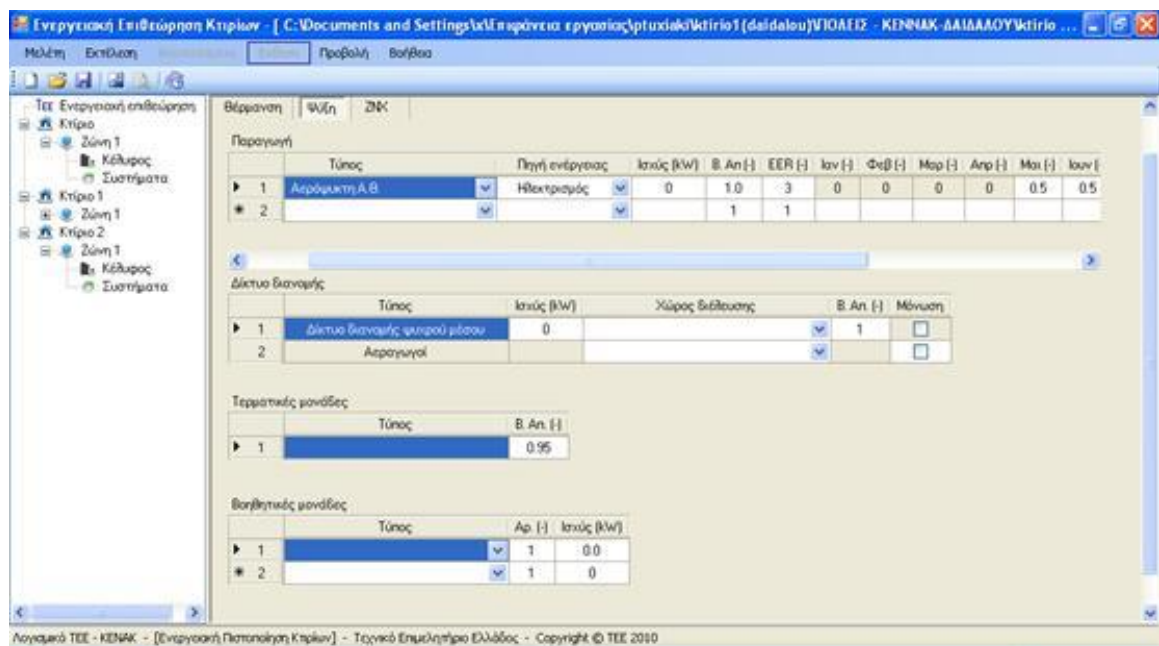 Ενεργειακή Επιθεώρηση Κτιρίων - [ C:\Documents and Settings\x\Επιφάνεια εργασίας\ptuxiaki\ktirio1(daidalou)\ΠΟΛΕΙΣ - ΚΕΝΝΑΚ-ΔΑΙΔΑΛΟΥ\ktirio ...
Μελέτη Εκτέλεση Προβολή Βοήθεια
ΤΕΕ Ενεργειακή επιθεώρηση
Κτίριο
Ζώνη 1
Κέλυφος
Συστήματα
Κτίριο 1
Ζώνη 1
Κτίριο 2
Ζώνη 1
Κέλυφος
Συστήματα
Θέρμανση Ψύξη ΖΝΧ
Παραγωγή
Τύπος Πηγή ενέργειας Ισχύς (kW) Β. Απ [-] EER [-] Ιαν [-] Φεβ [-] Μαρ [-] Απρ [-] Μαι [-] Ιουν [
1 Αερόψυκτη Α.Θ. Ηλεκτρισμός 0 1.0 3 0 0 0 0 0.5 0.5
2 1 1
Δίκτυο διανομής
Τύπος Ισχύς (kW) Χώρος διέλευσης Β. Απ. [-] Μόνωση
1 Δίκτυο διανομής ψυχρού μέσου 0 1
2 Αεραγωγοί
Τερματικές μονάδες
Τύπος Β. Απ. [-]
1 0.95
Βοηθητικές μονάδες
Τύπος Αρ. [-] Ισχύς (kW)
1 1 0.0
2 1 0
Λογισμικό ΤΕΕ - ΚΕΝΑΚ - [Ενεργειακή Πιστοποίηση Κτιρίων] - Τεχνικό Επιμελητήριο Ελλάδος - Copyright © ΤΕΕ 2010